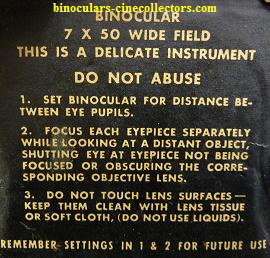 binoculars-cinecollectors.com
BINOCULAR
7 X 50 WIDE FIELD
THIS IS A DELICATE INSTRUMENT
DO NOT ABUSE
1. SET BINOCULAR FOR DISTANCE BE-
TWEEN EYE PUPILS.
2. FOCUS EACH EYEPIECE SEPARATELY
WHILE LOOKING AT A DISTANT OBJECT,
SHUTTING EYE AT EYEPIECE NOT BEING
FOCUSED OR OBSCURING THE CORRE-
SPONDING OBJECTIVE LENS.
3. DO NOT TOUCH LENS SURFACES—
KEEP THEM CLEAN WITH LENS TISSUE
OR SOFT CLOTH, (DO NOT USE LIQUIDS).
REMEMBER SETTINGS IN 1 & 2 FOR FUTURE USE